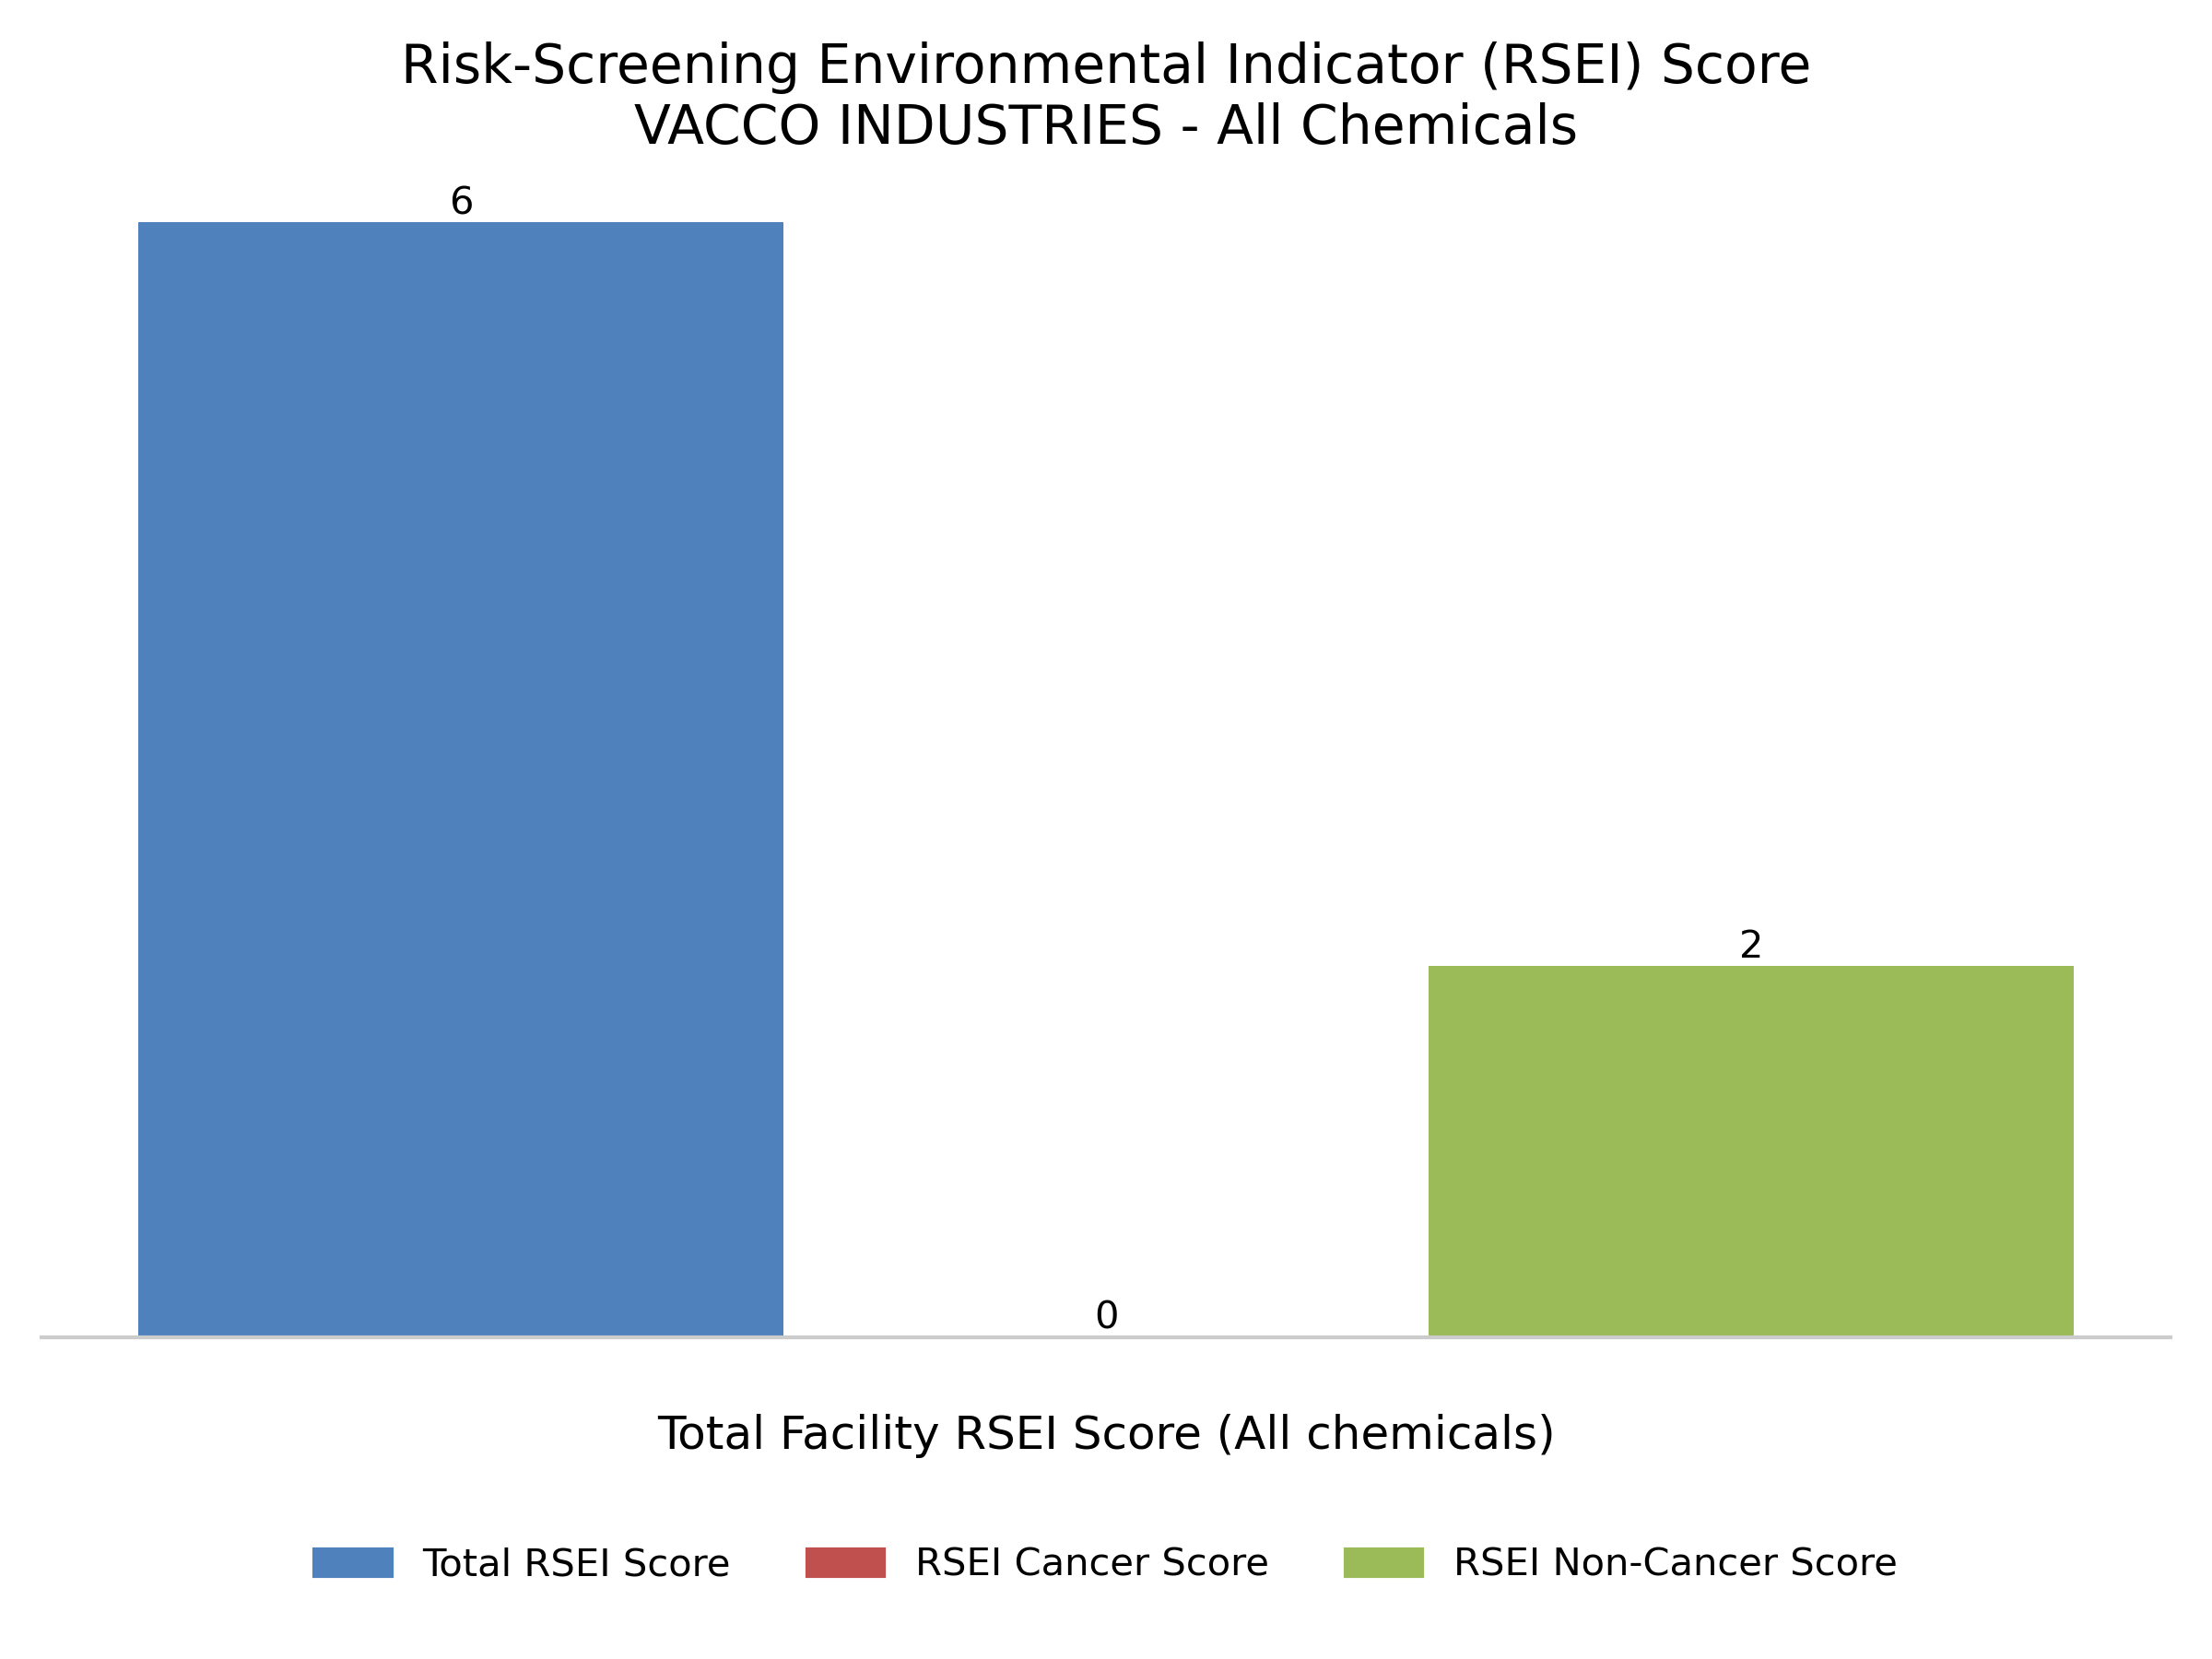 Risk-Screening Environmental Indicator (RSEI) Score
VACCO INDUSTRIES - All Chemicals
6
2
0
Total Facility RSEI Score (All chemicals)
Total RSEI Score
RSEI Cancer Score
RSEI Non-Cancer Score